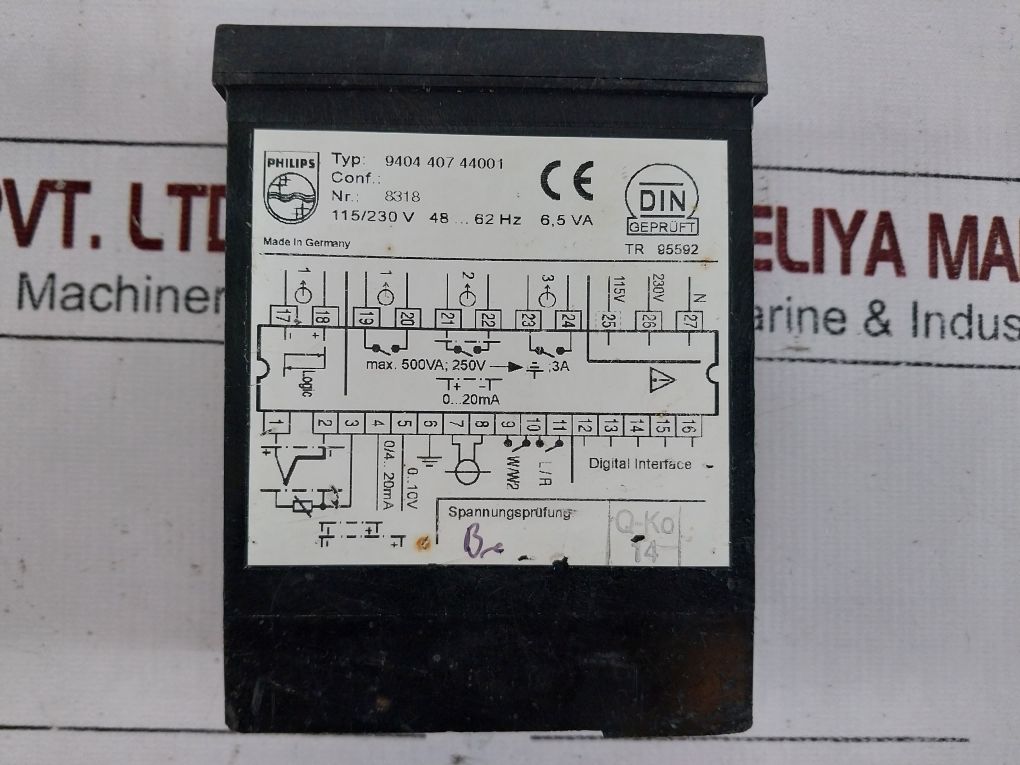 PHILIPS
Typ: 9404 407 44001
Conf.:
Nr.: 8318
115/230 V 48 ... 62 Hz 6,5 VA
CE
DIN
GEPRÜFT
TR 95592
Made in Germany
1 1 2 3 115V 230V N
17 18 19 20 21 22 23 24 25 26 27
Logic
max. 500VA; 250V ;3A
0...20mA
1 2 3 4 5 6 7 8 9 10 11 12 13 14 15 16
0/4...20mA
0...10V
W/W2
L/R
Digital Interface
Spannungsprüfung
Q-Ko
14
PVT. LTD
Machiner
ELIYA MA
arine & Indus